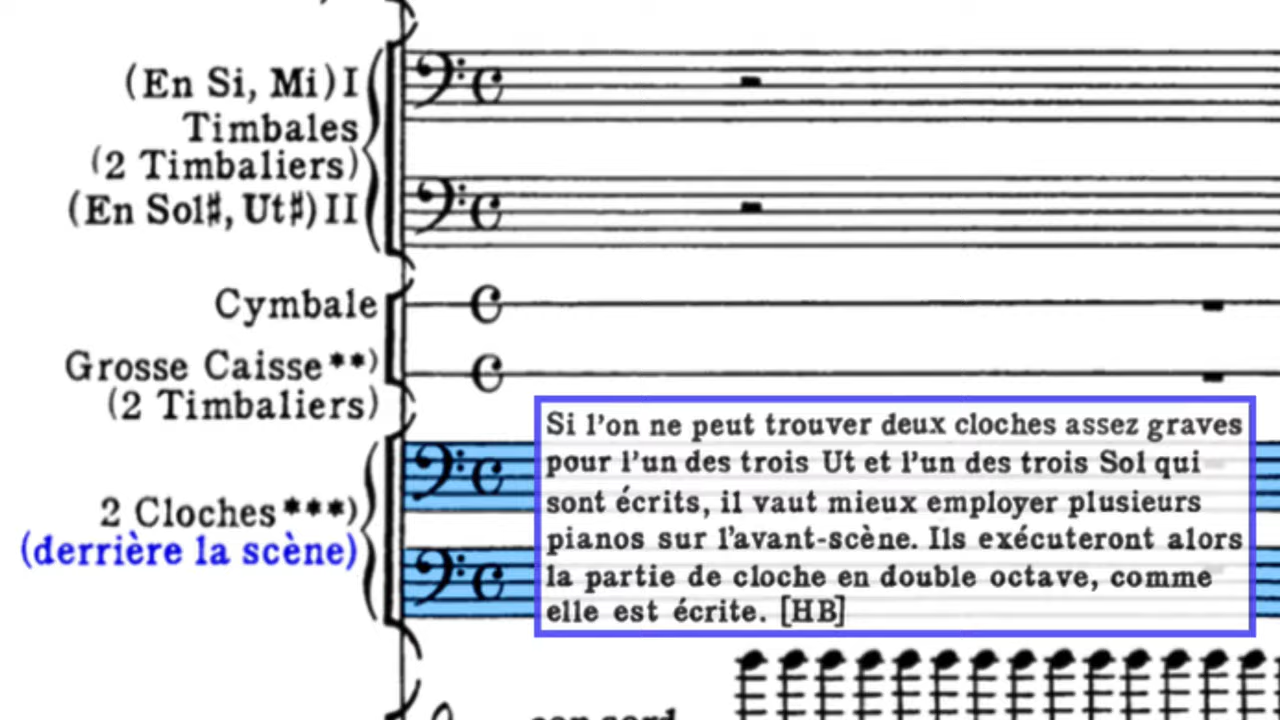 (En Si, Mi) I
Timbales
(2 Timbaliers)
(En Sol♯, Ut♯) II
Cymbale
Grosse Caisse**)
(2 Timbaliers)
2 Cloches***)
(derrière la scène)
Si l'on ne peut trouver deux cloches assez graves
pour l'un des trois Ut et l'un des trois Sol qui
sont écrits, il vaut mieux employer plusieurs
pianos sur l'avant-scène. Ils exécuteront alors
la partie de cloche en double octave, comme
elle est écrite. [HB]